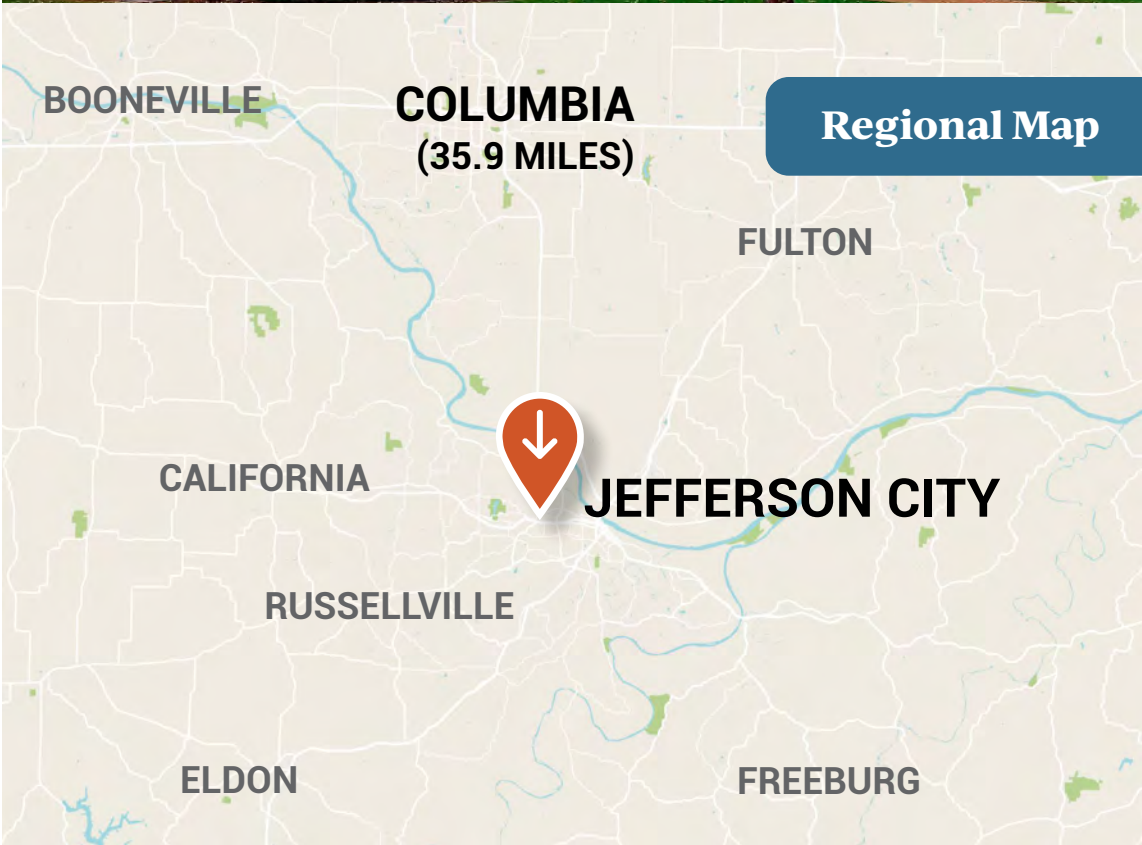 BOONEVILLE
COLUMBIA
(35.9 MILES)
Regional Map
FULTON
CALIFORNIA
JEFFERSON CITY
RUSSELLVILLE
ELDON
FREEBURG